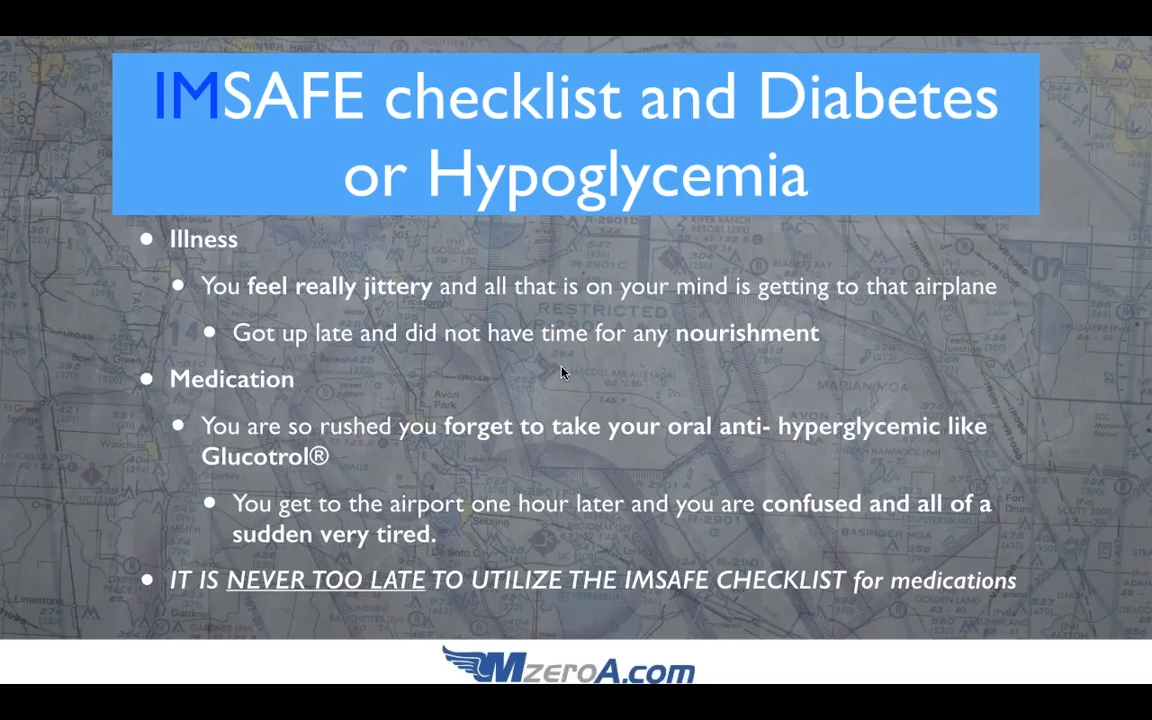 IMSAFE checklist and Diabetes
or Hypoglycemia
• Illness
• You feel really jittery and all that is on your mind is getting to that airplane
• Got up late and did not have time for any nourishment
• Medication
• You are so rushed you forget to take your oral anti- hyperglycemic like
Glucotrol®
• You get to the airport one hour later and you are confused and all of a
sudden very tired.
• IT IS NEVER TOO LATE TO UTILIZE THE IMSAFE CHECKLIST for medications
MzeroA.com